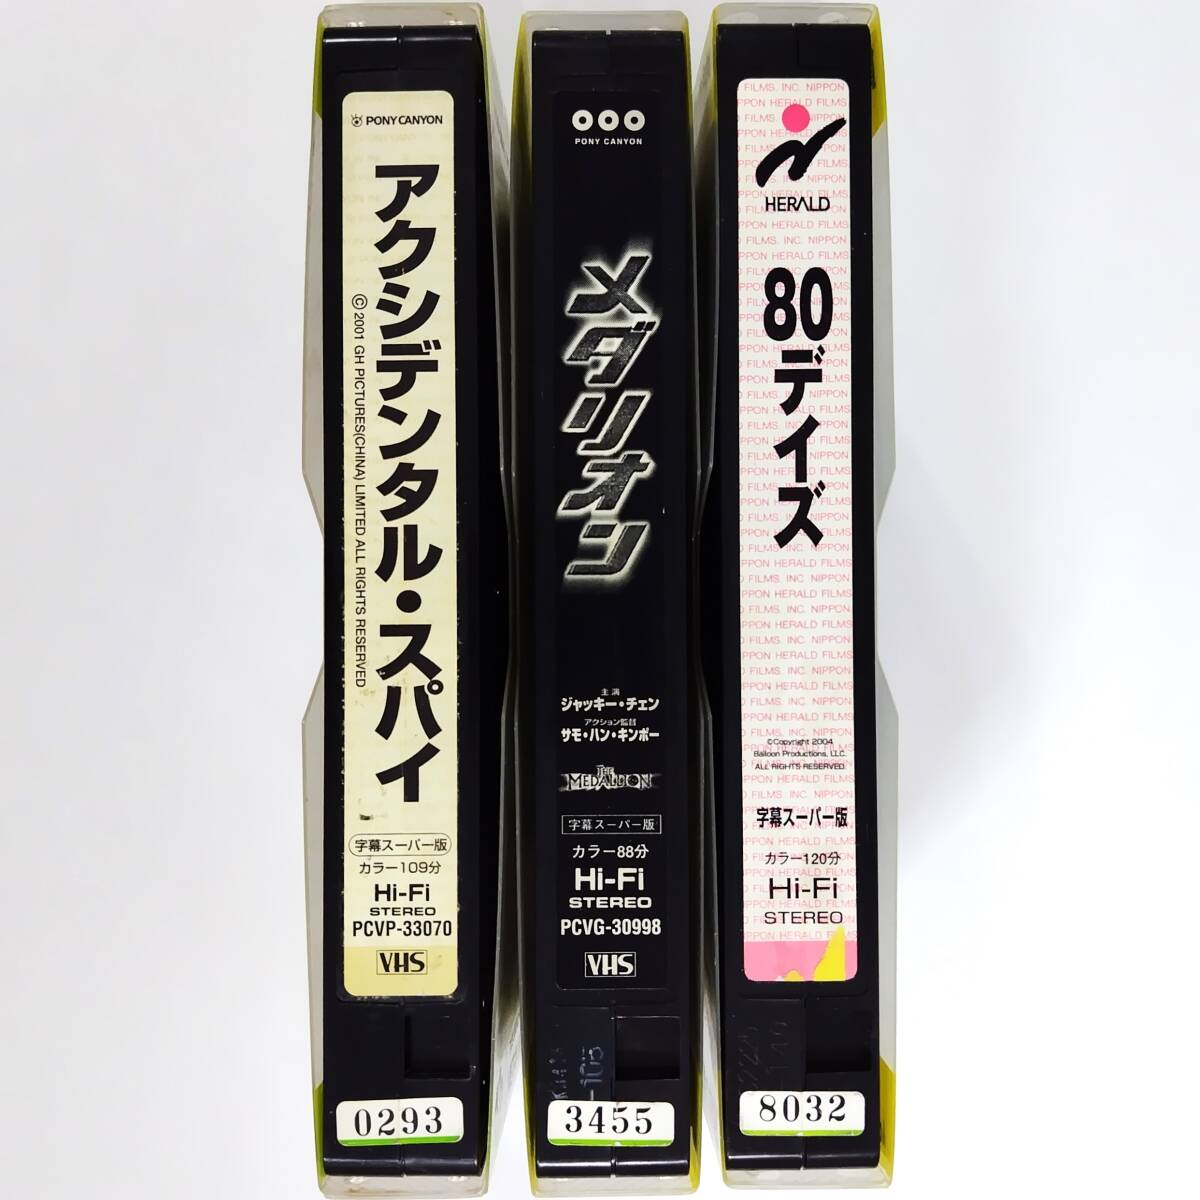 PONY CANYON
アクシデンタル・スパイ
© 2001 GH PICTURES(CHINA) LIMITED ALL RIGHTS RESERVED
字幕スーパー版
カラー109分
Hi-Fi
STEREO
PCVP-33070
VHS
0293
PONY CANYON
メダリオン
主演
ジャッキー・チェン
アクション監督
サモ・ハン・キンポー
THE
MEDALLION
字幕スーパー版
カラー88分
Hi-Fi
STEREO
PCVG-30998
VHS
3455
FILMS, INC. NIPPON
PPON HERALD FILMS
HERALD
80デイズ
©Copyright 2004
Balloon Productions, LLC.
ALL RIGHTS RESERVED.
字幕スーパー版
カラー120分
Hi-Fi
STEREO
8032